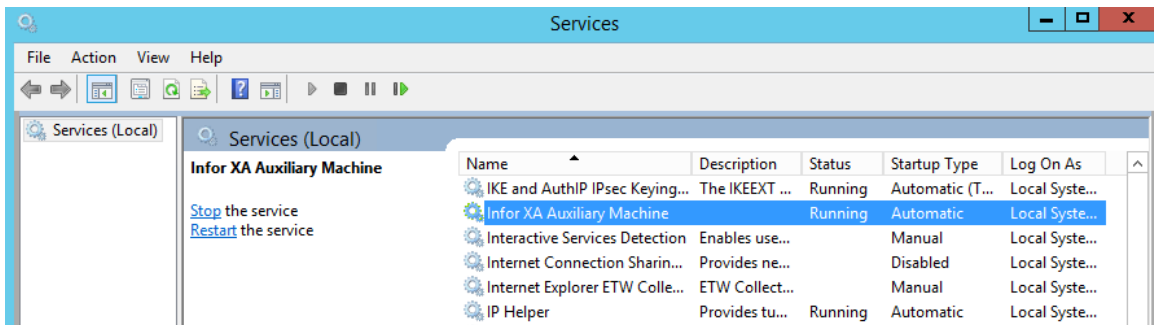 Services
File Action View Help
Services (Local)
Services (Local)
Infor XA Auxiliary Machine
Stop the service
Restart the service
Name Description Status Startup Type Log On As
IKE and AuthIP IPsec Keying... The IKEEXT ... Running Automatic (T... Local Syste...
Infor XA Auxiliary Machine Running Automatic Local Syste...
Interactive Services Detection Enables use... Manual Local Syste...
Internet Connection Sharin... Provides ne... Disabled Local Syste...
Internet Explorer ETW Colle... ETW Collect... Manual Local Syste...
IP Helper Provides tu... Running Automatic Local Syste...